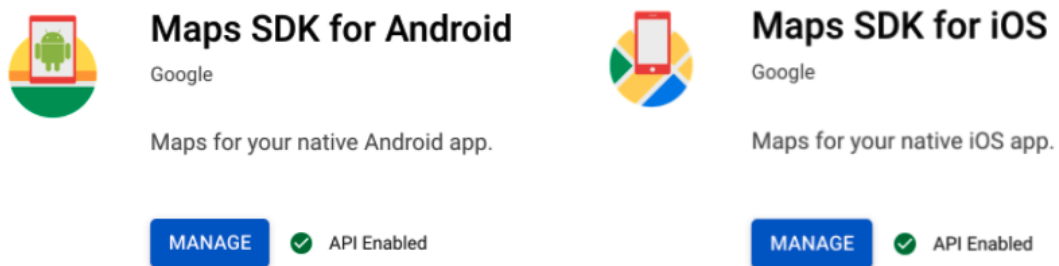 Maps SDK for Android
Google
Maps for your native Android app.
MANAGE
API Enabled
Maps SDK for iOS
Google
Maps for your native iOS app.
MANAGE
API Enabled